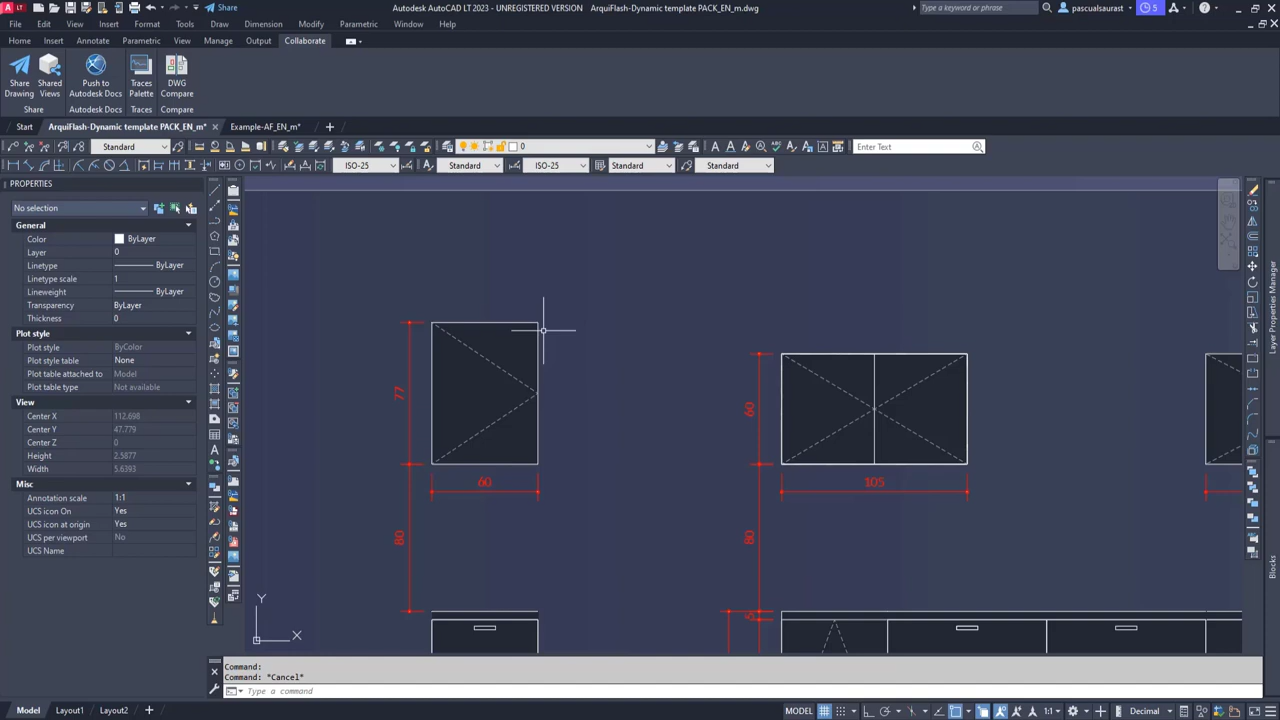 Share
Autodesk AutoCAD LT 2023 - UNREGISTERED VERSION ArquiFlash-Dynamic template PACK_EN_m.dwg
Type a keyword or phrase
pascualsaurast
5
File Edit View Insert Format Tools Draw Dimension Modify Parametric Window Help
Home Insert Annotate Parametric View Manage Output Collaborate
Share Drawing
Shared Views
Push to Autodesk Docs
Traces Palette
DWG Compare
Share Autodesk Docs Traces Compare
Start ArquiFlash-Dynamic template PACK_EN_m* Example-AF_EN_m*
Standard 0 Enter Text
ISO-25 Standard ISO-25 Standard Standard
PROPERTIES
No selection
General
Color ByLayer
Layer 0
Linetype ByLayer
Linetype scale 1
Lineweight ByLayer
Transparency ByLayer
Thickness 0
Plot style
Plot style ByColor
Plot style table None
Plot table attached to Model
Plot table type Not available
View
Center X 112.698
Center Y 47.779
Center Z 0
Height 2.5877
Width 5.6393
Misc
Annotation scale 1:1
UCS icon On Yes
UCS icon at origin Yes
UCS per viewport No
UCS Name
77
60
80
60
105
80
Y
X
Layer Properties Manager
Blocks
Command:
Command: *Cancel*
Type a command
Model Layout1 Layout2
MODEL 1:1 Decimal